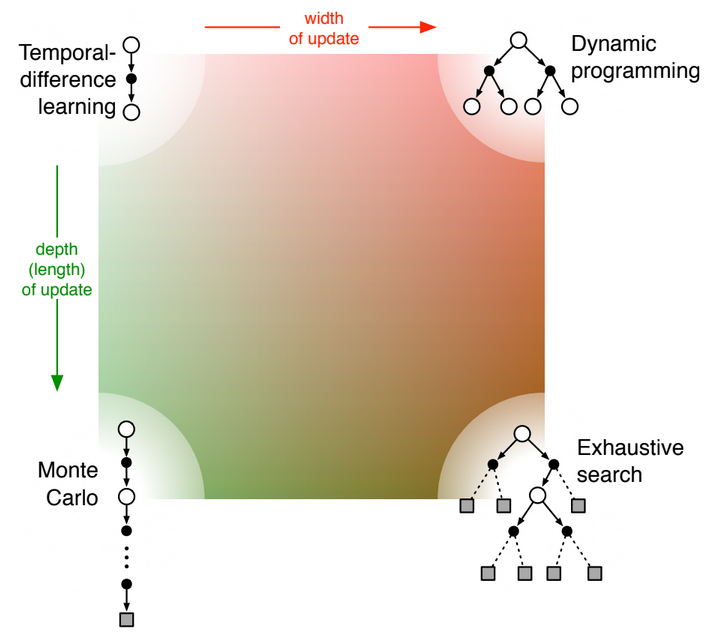 width
of update
Temporal-
difference
learning
Dynamic
programming
depth
(length)
of update
Monte
Carlo
Exhaustive
search